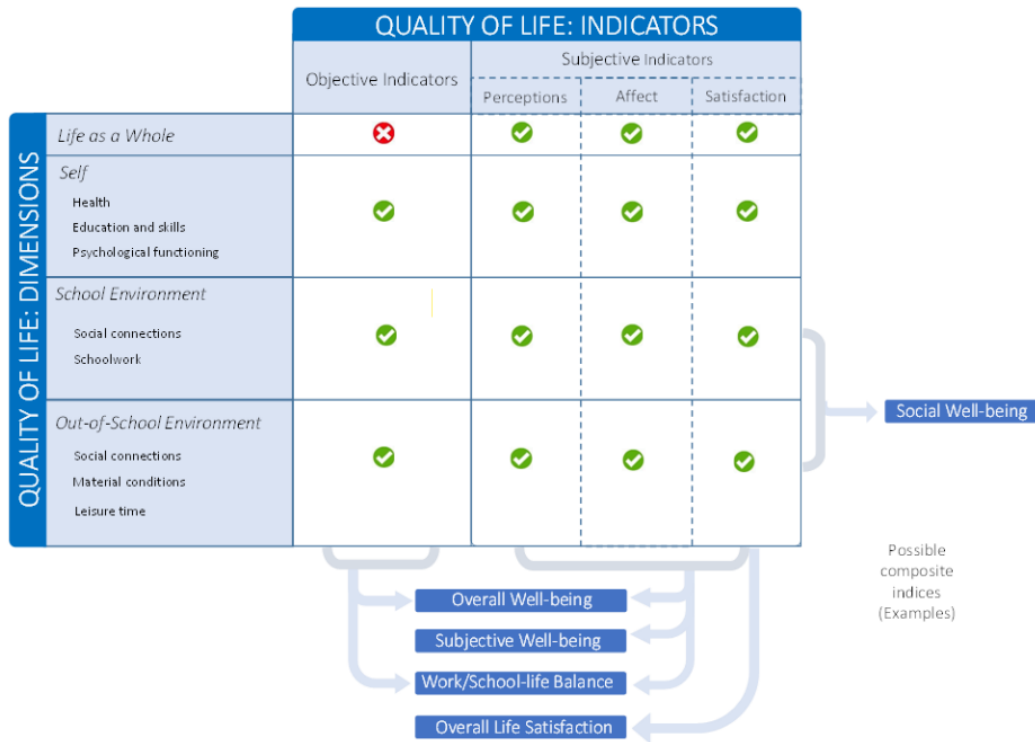 QUALITY OF LIFE: INDICATORS
Objective Indicators
Subjective Indicators
Perceptions
Affect
Satisfaction
QUALITY OF LIFE: DIMENSIONS
Life as a Whole
Self
Health
Education and skills
Psychological functioning
School Environment
Social connections
Schoolwork
Out-of-School Environment
Social connections
Material conditions
Leisure time
Social Well-being
Possible
composite
indices
(Examples)
Overall Well-being
Subjective Well-being
Work/School-life Balance
Overall Life Satisfaction